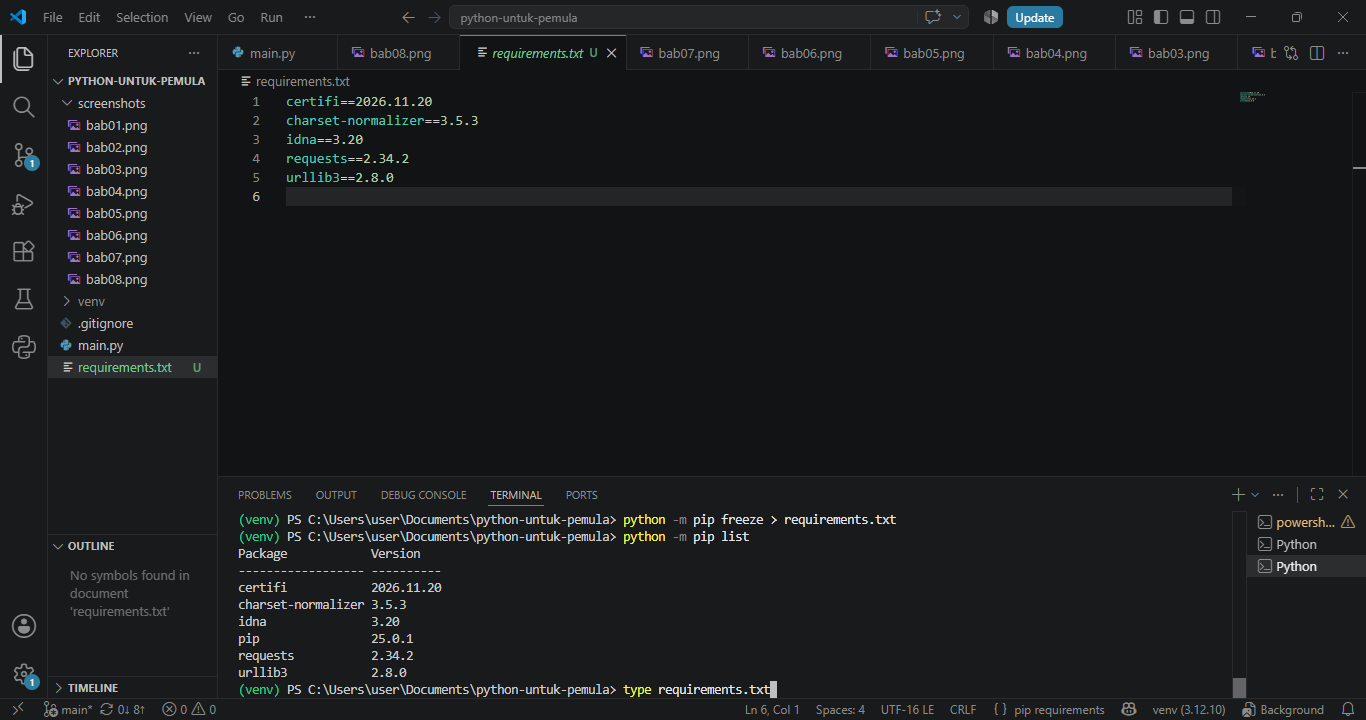 File Edit Selection View Go Run ··· python-untuk-pemula Update
EXPLORER ···
main.py bab08.png requirements.txt U bab07.png bab06.png bab05.png bab04.png bab03.png
PYTHON-UNTUK-PEMULA
screenshots
bab01.png
bab02.png
bab03.png
bab04.png
bab05.png
bab06.png
bab07.png
bab08.png
venv
.gitignore
main.py
requirements.txt U
1
OUTLINE
No symbols found in
document
'requirements.txt'
TIMELINE
1
requirements.txt
1 certifi==2026.11.20
2 charset-normalizer==3.5.3
3 idna==3.20
4 requests==2.34.2
5 urllib3==2.8.0
6
PROBLEMS OUTPUT DEBUG CONSOLE TERMINAL PORTS
(venv) PS C:\Users\user\Documents\python-untuk-pemula> python -m pip freeze > requirements.txt
(venv) PS C:\Users\user\Documents\python-untuk-pemula> python -m pip list
Package Version
------------------ ----------
certifi 2026.11.20
charset-normalizer 3.5.3
idna 3.20
pip 25.0.1
requests 2.34.2
urllib3 2.8.0
(venv) PS C:\Users\user\Documents\python-untuk-pemula> type requirements.txt
powersh...
Python
Python
main* 0↓ 8↑ 0 0 Ln 6, Col 1 Spaces: 4 UTF-16 LE CRLF { } pip requirements venv (3.12.10) Background